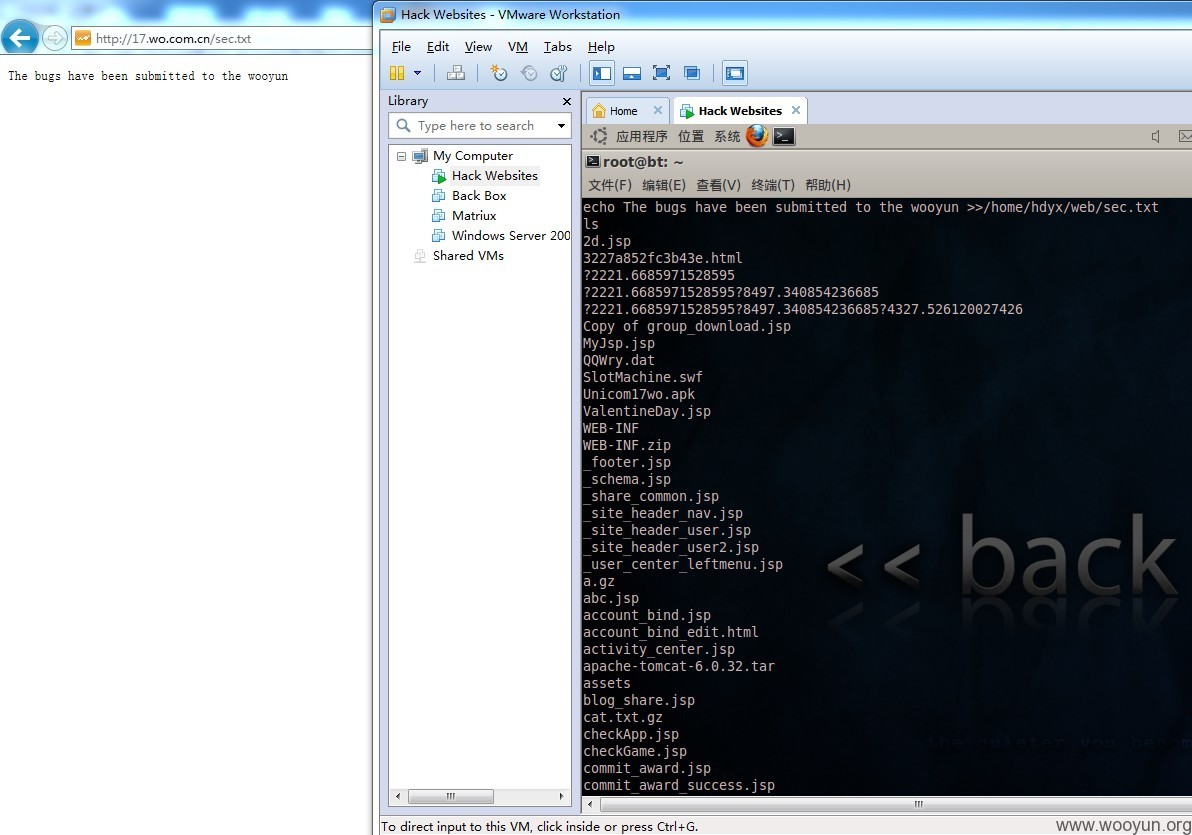 Hack Websites - VMware Workstation
http://17.wo.com.cn/sec.txt
The bugs have been submitted to the wooyun
File Edit View VM Tabs Help
Library
Type here to search
My Computer
Hack Websites
Back Box
Matriux
Windows Server 200
Shared VMs
Home
Hack Websites
应用程序 位置 系统
root@bt: ~
文件(F) 编辑(E) 查看(V) 终端(T) 帮助(H)
echo The bugs have been submitted to the wooyun >>/home/hdyx/web/sec.txt
ls
2d.jsp
3227a852fc3b43e.html
?2221.6685971528595
?2221.6685971528595?8497.340854236685
?2221.6685971528595?8497.340854236685?4327.526120027426
Copy of group_download.jsp
MyJsp.jsp
QQWry.dat
SlotMachine.swf
Unicom17wo.apk
ValentineDay.jsp
WEB-INF
WEB-INF.zip
_footer.jsp
_schema.jsp
_share_common.jsp
_site_header_nav.jsp
_site_header_user.jsp
_site_header_user2.jsp
_user_center_leftmenu.jsp
a.gz
abc.jsp
account_bind.jsp
account_bind_edit.html
activity_center.jsp
apache-tomcat-6.0.32.tar
assets
blog_share.jsp
cat.txt.gz
checkApp.jsp
checkGame.jsp
commit_award.jsp
commit_award_success.jsp
<< back
the quieter you becom
To direct input to this VM, click inside or press Ctrl+G.
www.wooyun.org